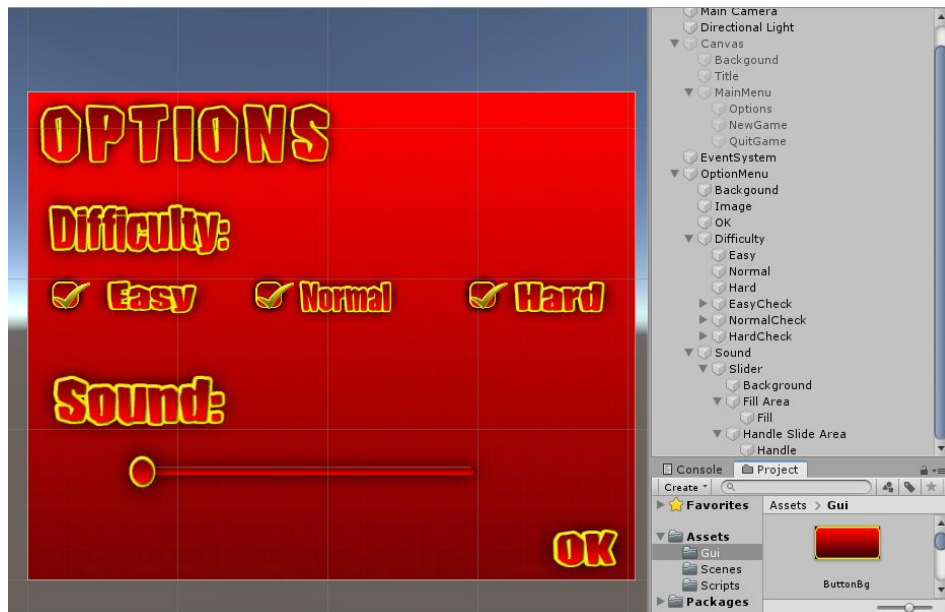 OPTIONS
Difficulty:
Easy Normal Hard
Sound:
OK
Main Camera
Directional Light
Canvas
Backgound
Title
MainMenu
Options
NewGame
QuitGame
EventSystem
OptionMenu
Backgound
Image
OK
Difficulty
Easy
Normal
Hard
EasyCheck
NormalCheck
HardCheck
Sound
Slider
Background
Fill Area
Fill
Handle Slide Area
Handle
Console Project
Create
Favorites
Assets
Gui
Scenes
Scripts
Packages
Assets > Gui
ButtonBg